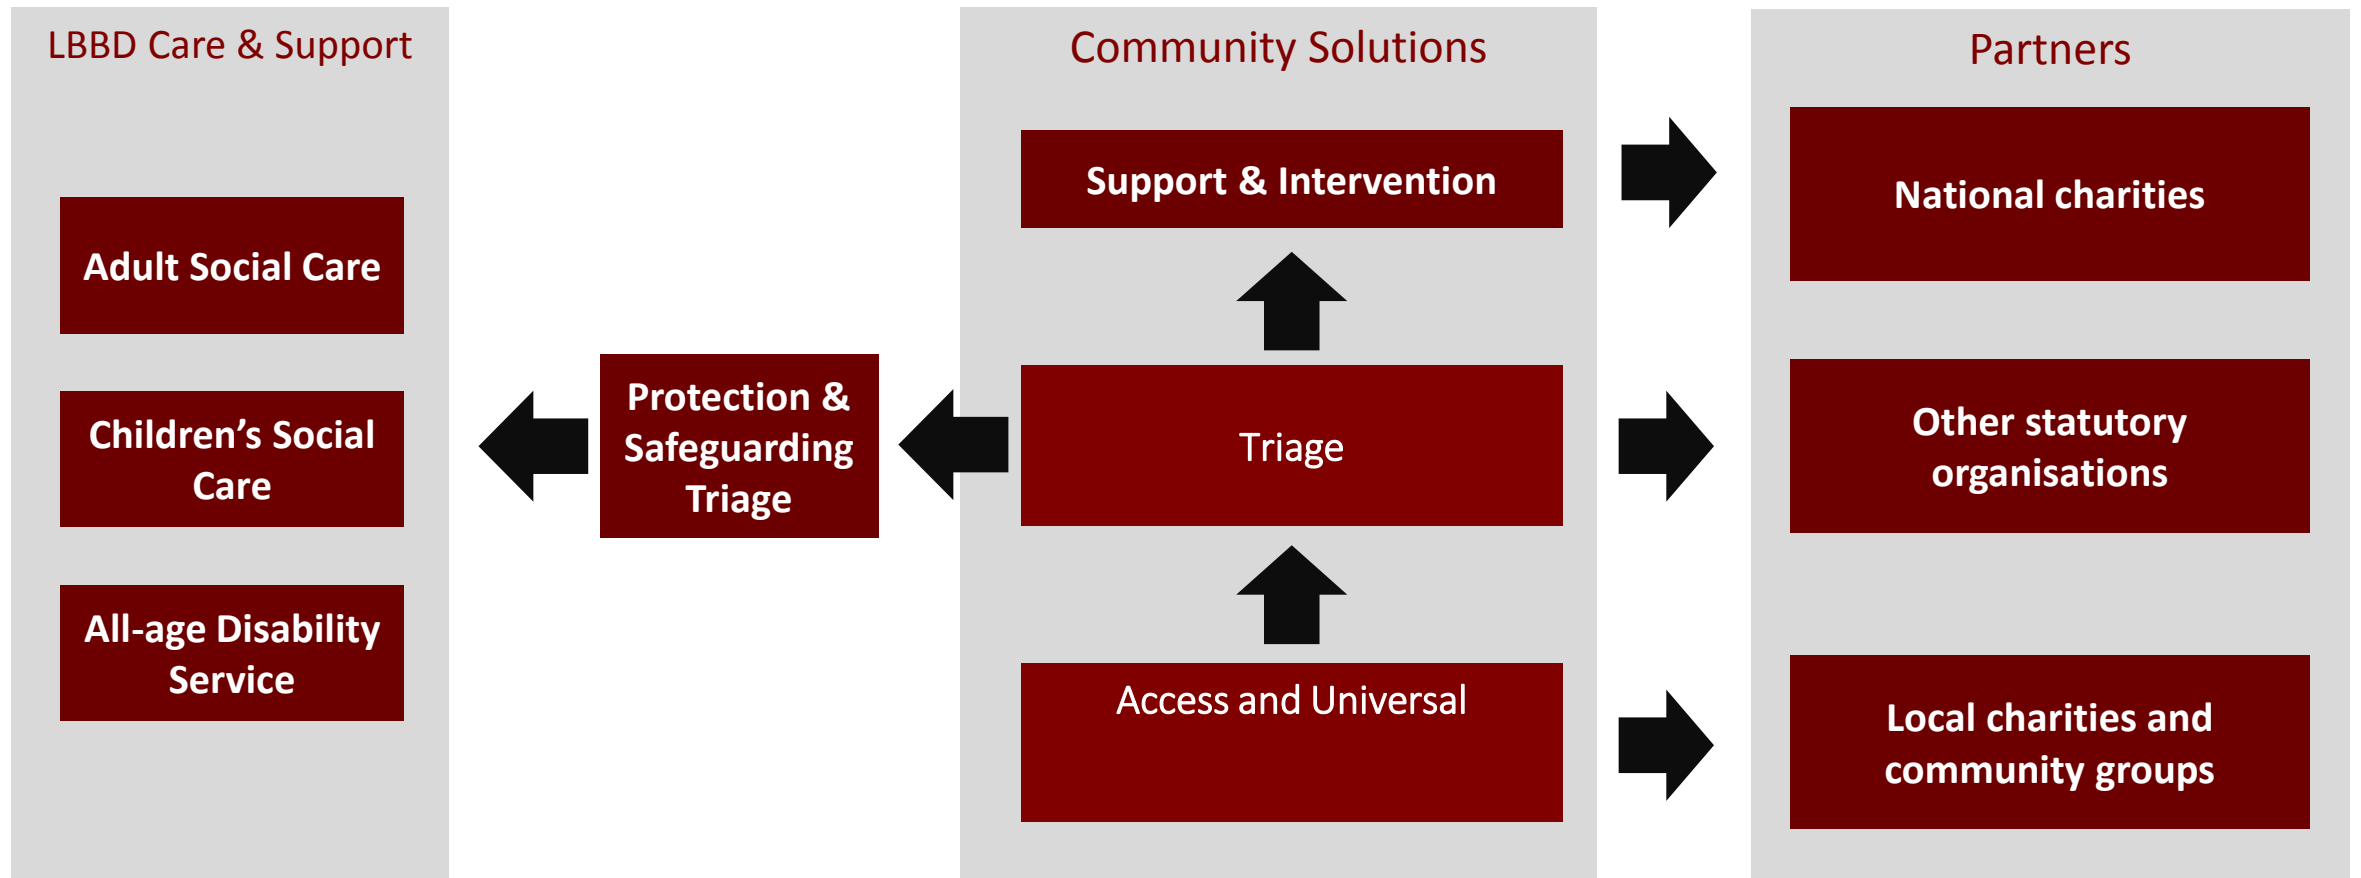 LBBD Care & Support
Adult Social Care
Children’s Social
Care
All-age Disability
Service
Protection &
Safeguarding
Triage
Community Solutions
Support & Intervention
Triage
Access and Universal
Partners
National charities
Other statutory
organisations
Local charities and
community groups